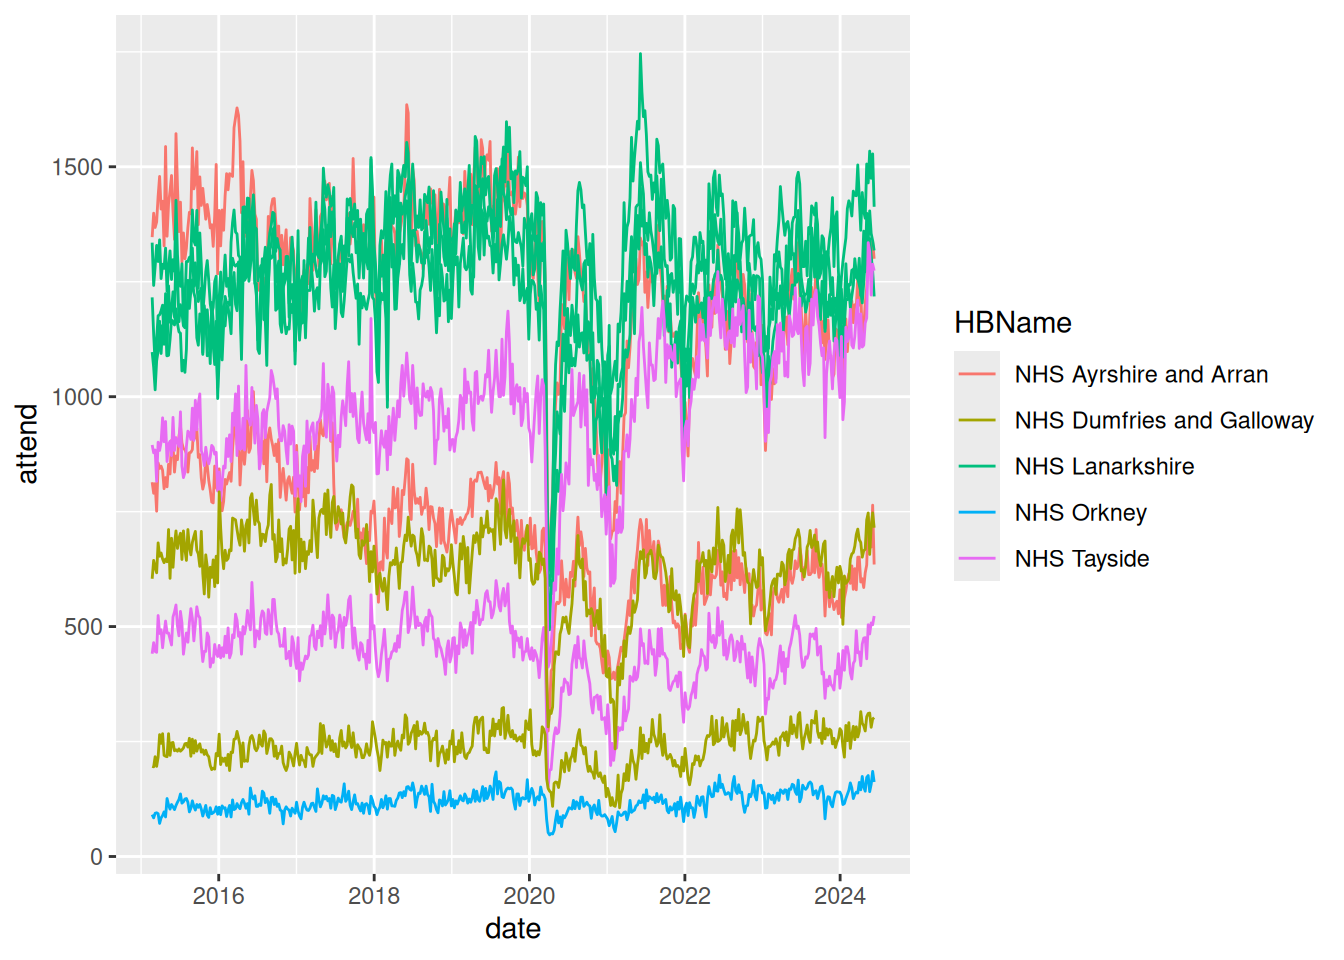 attend
1500
1000
500
0
2016 2018 2020 2022 2024
date
HBName
NHS Ayrshire and Arran
NHS Dumfries and Galloway
NHS Lanarkshire
NHS Orkney
NHS Tayside